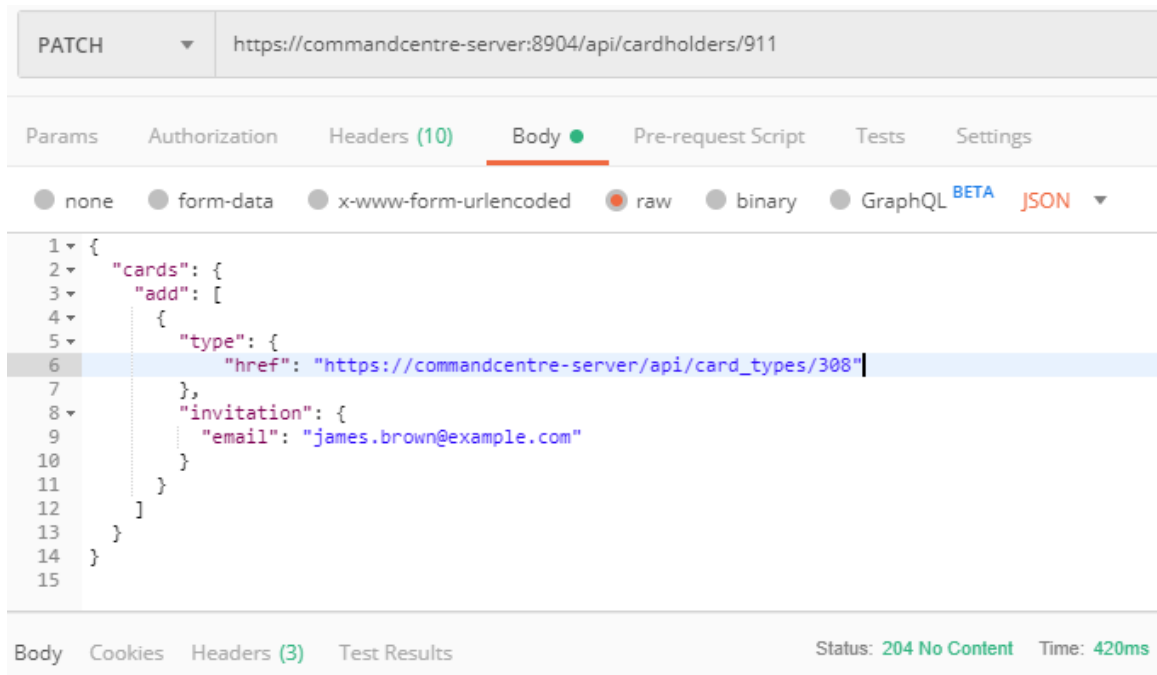 PATCH https://commandcentre-server:8904/api/cardholders/911
Params Authorization Headers (10) Body Pre-request Script Tests Settings
none form-data x-www-form-urlencoded raw binary GraphQL BETA JSON
1 {
2 "cards": {
3 "add": [
4 {
5 "type": {
6 "href": "https://commandcentre-server/api/card_types/308"
7 },
8 "invitation": {
9 "email": "james.brown@example.com"
10 }
11 }
12 ]
13 }
14 }
15
Body Cookies Headers (3) Test Results Status: 204 No Content Time: 420ms